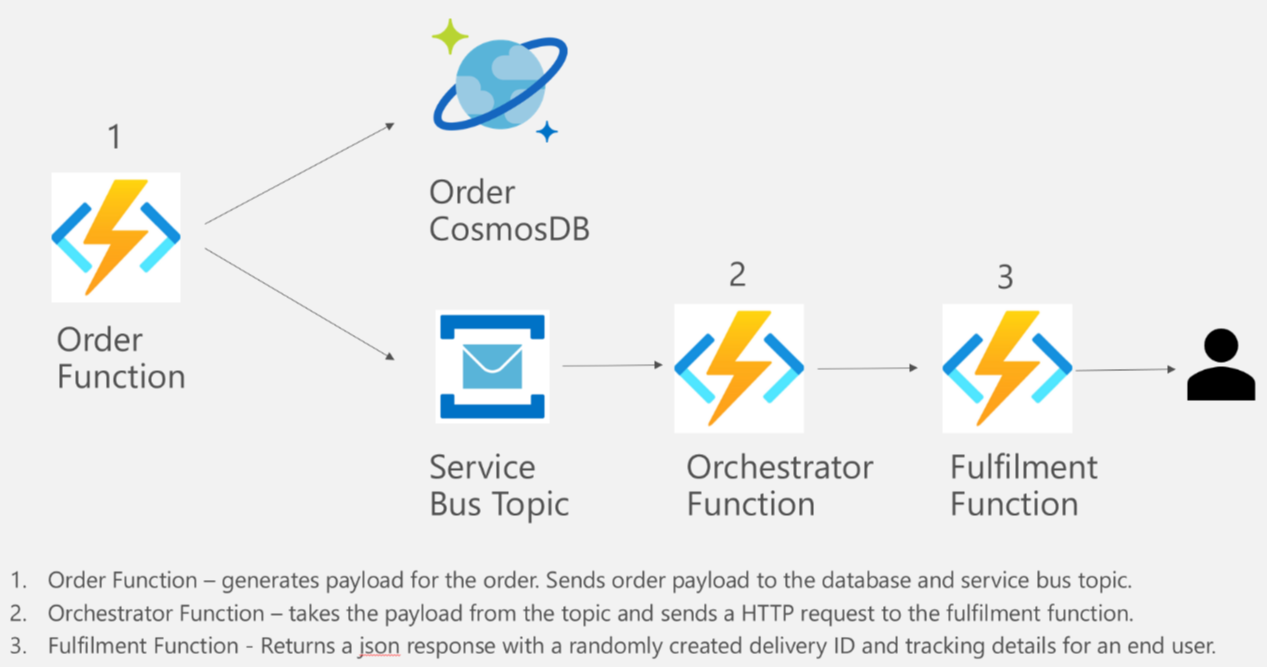 1
Order
CosmosDB
Order
Function
2
3
Service
Bus Topic
Orchestrator
Function
Fulfilment
Function
1. Order Function – generates payload for the order. Sends order payload to the database and service bus topic.
2. Orchestrator Function – takes the payload from the topic and sends a HTTP request to the fulfilment function.
3. Fulfilment Function - Returns a json response with a randomly created delivery ID and tracking details for an end user.